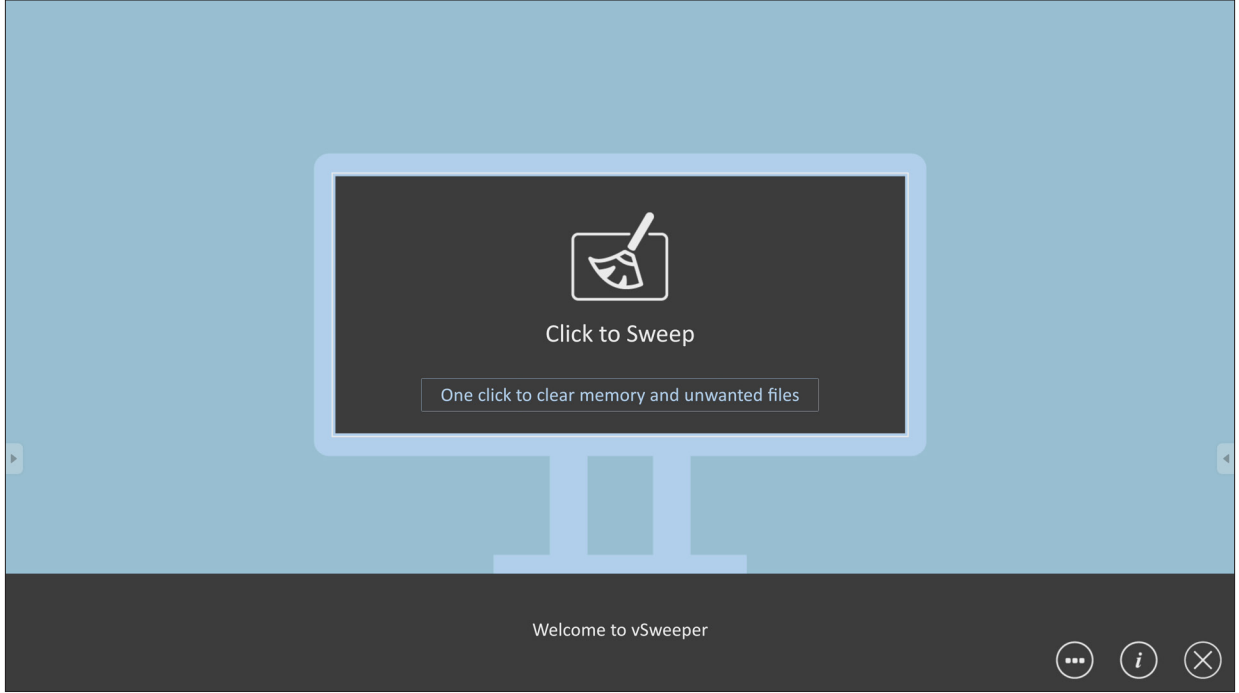 Click to Sweep
One click to clear memory and unwanted files
Welcome to vSweeper
i